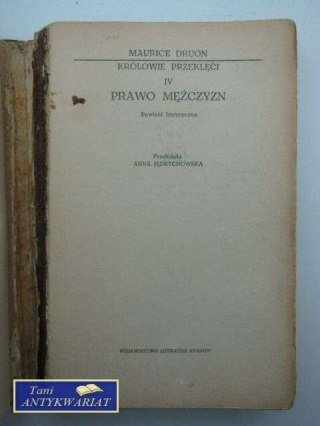 MAURICE DRUON
KRÓLOWIE PRZEKLĘCI
IV
PRAWO MĘŻCZYZN
Powieść historyczna
Przełożyła
ANNA JĘDRYCHOWSKA
WYDAWNICTWO LITERACKIE KRAKÓW
Tani
ANTYKWARIAT